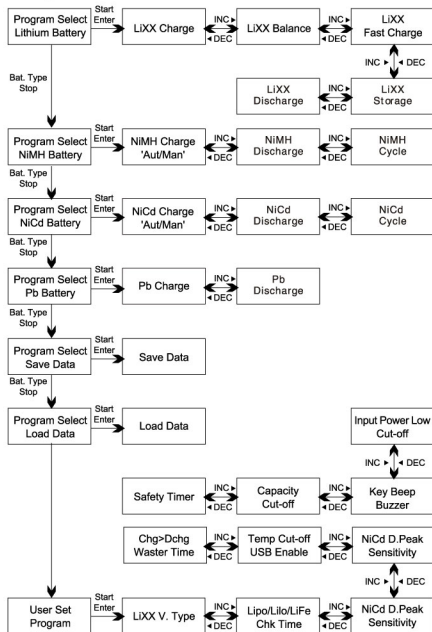 Program Select
Lithium Battery
Start
Enter
LiXX Charge
INC ►
◄ DEC
LiXX Balance
INC ►
◄ DEC
LiXX
Fast Charge
Bat. Type
Stop
INC ►
◄ DEC
LiXX
Discharge
INC ►
◄ DEC
LiXX
Storage
Program Select
NiMH Battery
Start
Enter
NiMH Charge
'Aut/Man'
INC ►
◄ DEC
NiMH
Discharge
INC ►
◄ DEC
NiMH
Cycle
Bat. Type
Stop
Program Select
NiCd Battery
Start
Enter
NiCd Charge
'Aut/Man'
INC ►
◄ DEC
NiCd
Discharge
INC ►
◄ DEC
NiCd
Cycle
Bat. Type
Stop
Program Select
Pb Battery
Start
Enter
Pb Charge
INC ►
◄ DEC
Pb
Discharge
Bat. Type
Stop
Program Select
Save Data
Start
Enter
Save Data
Bat. Type
Stop
Program Select
Load Data
Start
Enter
Load Data
Input Power Low
Cut-off
INC ►
◄ DEC
Safety Timer
INC ►
◄ DEC
Capacity
Cut-off
INC ►
◄ DEC
Key Beep
Buzzer
Chg>Dchg
Waster Time
INC ►
◄ DEC
Temp Cut-off
USB Enable
INC ►
◄ DEC
NiCd D.Peak
Sensitivity
INC ►
◄ DEC
User Set
Program
Start
Enter
LiXX V. Type
INC ►
◄ DEC
Lipo/LiIo/LiFe
Chk Time
INC ►
◄ DEC
NiCd D.Peak
Sensitivity